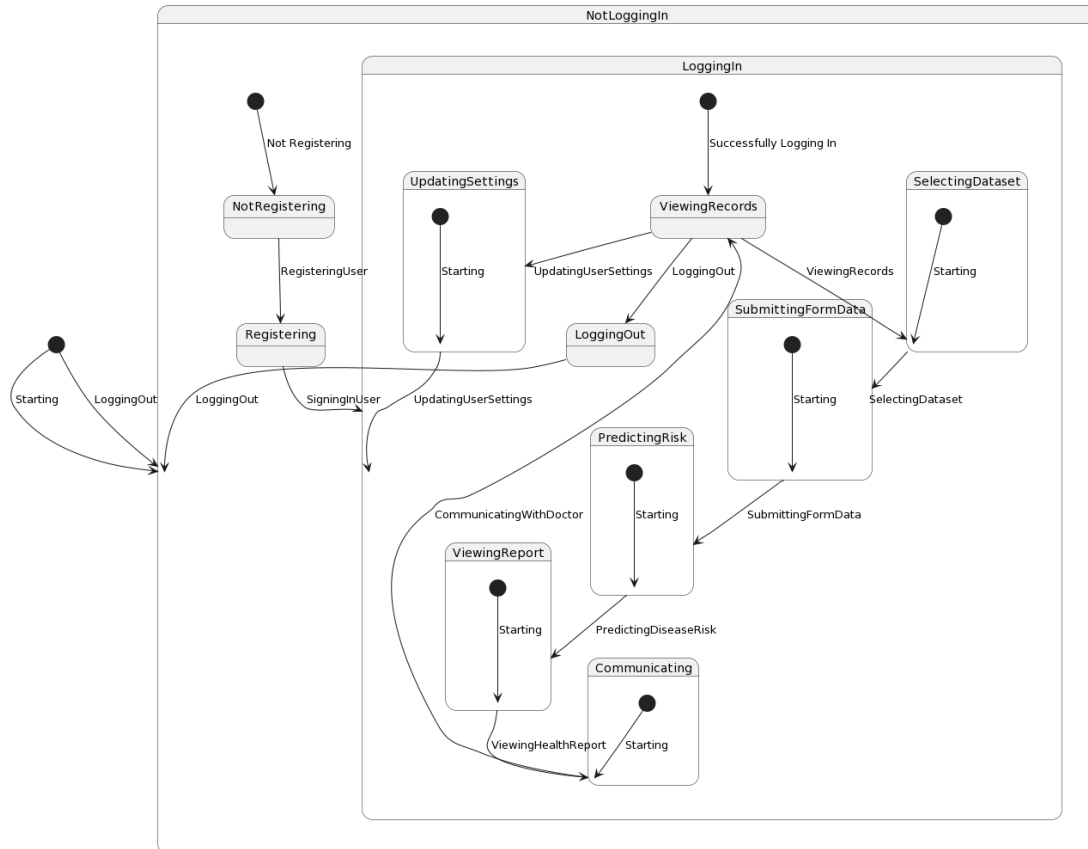 NotLoggingIn
LoggingIn
Not Registering
Successfully Logging In
UpdatingSettings
SelectingDataset
NotRegistering
ViewingRecords
RegisteringUser
Starting
UpdatingUserSettings
LoggingOut
ViewingRecords
Starting
SubmittingFormData
Registering
LoggingOut
Starting
LoggingOut
LoggingOut
SigningInUser
UpdatingUserSettings
Starting
SelectingDataset
PredictingRisk
CommunicatingWithDoctor
Starting
SubmittingFormData
ViewingReport
Starting
PredictingDiseaseRisk
Communicating
ViewingHealthReport
Starting